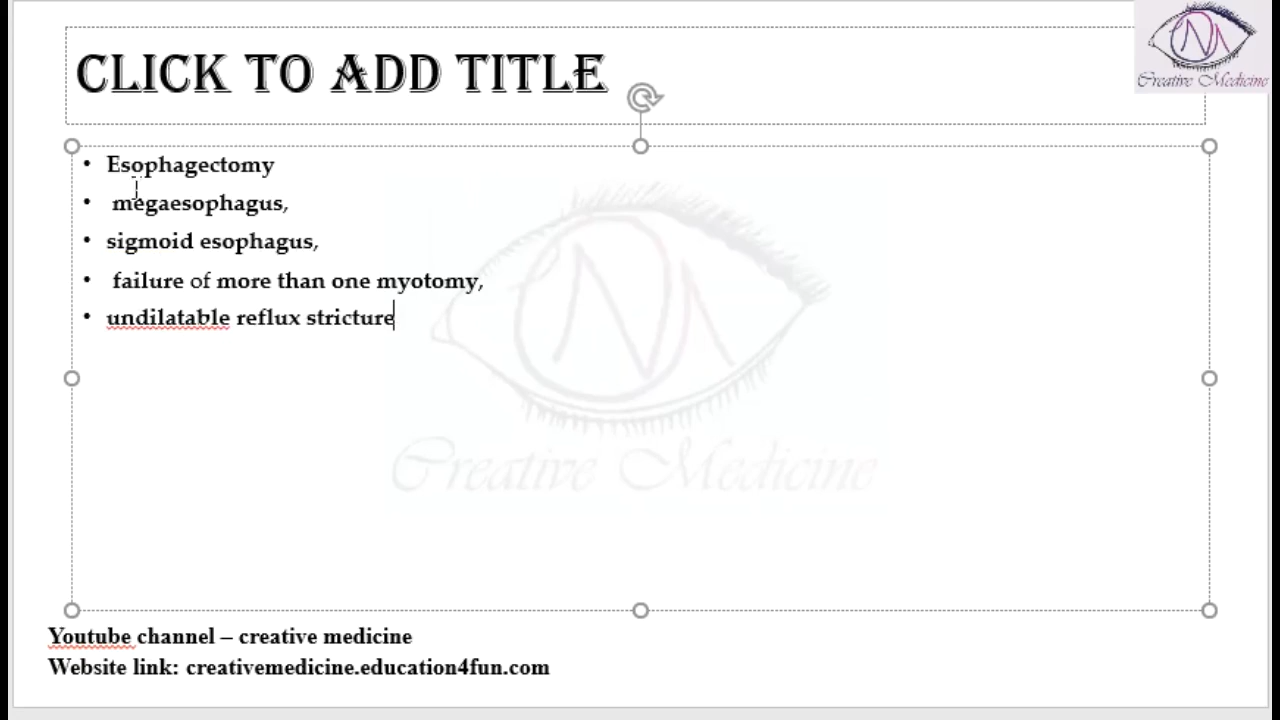 CLICK TO ADD TITLE
Creative Medicine
• Esophagectomy
• megaesophagus,
• sigmoid esophagus,
• failure of more than one myotomy,
• undilatable reflux stricture
Creative Medicine
Youtube channel – creative medicine
Website link: creativemedicine.education4fun.com